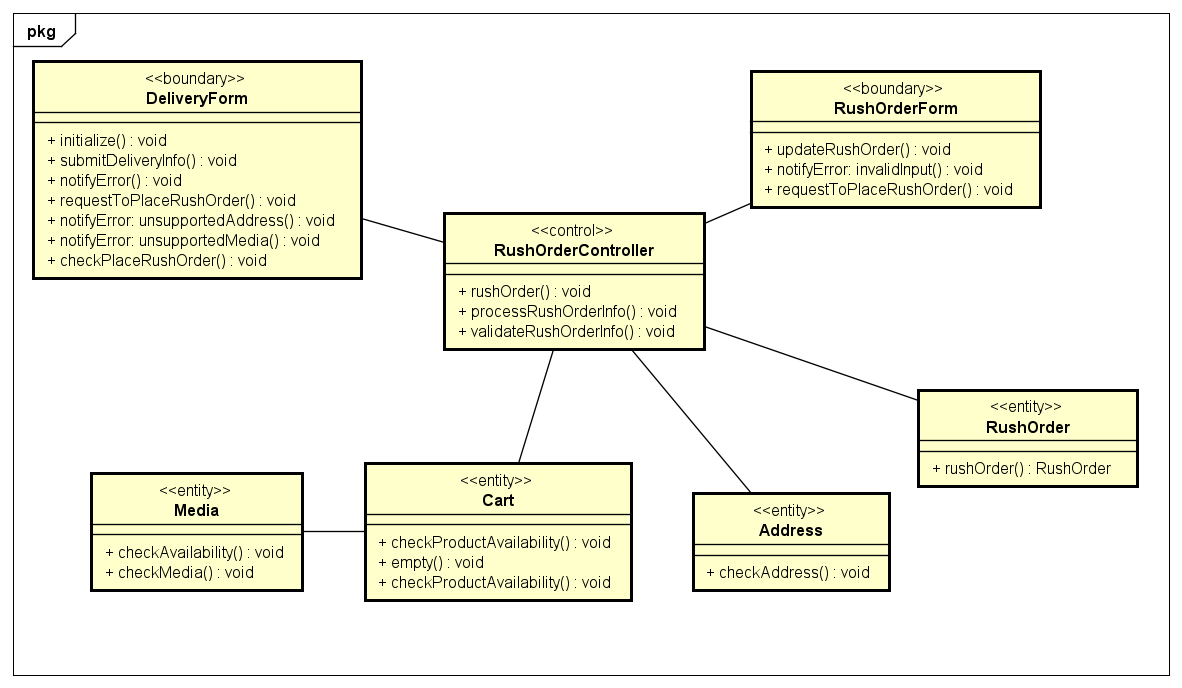 pkg
<<boundary>>
DeliveryForm
+ initialize() : void
+ submitDeliveryInfo() : void
+ notifyError() : void
+ requestToPlaceRushOrder() : void
+ notifyError: unsupportedAddress() : void
+ notifyError: unsupportedMedia() : void
+ checkPlaceRushOrder() : void
<<boundary>>
RushOrderForm
+ updateRushOrder() : void
+ notifyError: invalidInput() : void
+ requestToPlaceRushOrder() : void
<<control>>
RushOrderController
+ rushOrder() : void
+ processRushOrderInfo() : void
+ validateRushOrderInfo() : void
<<entity>>
RushOrder
+ rushOrder() : RushOrder
<<entity>>
Media
+ checkAvailability() : void
+ checkMedia() : void
<<entity>>
Cart
+ checkProductAvailability() : void
+ empty() : void
+ checkProductAvailability() : void
<<entity>>
Address
+ checkAddress() : void